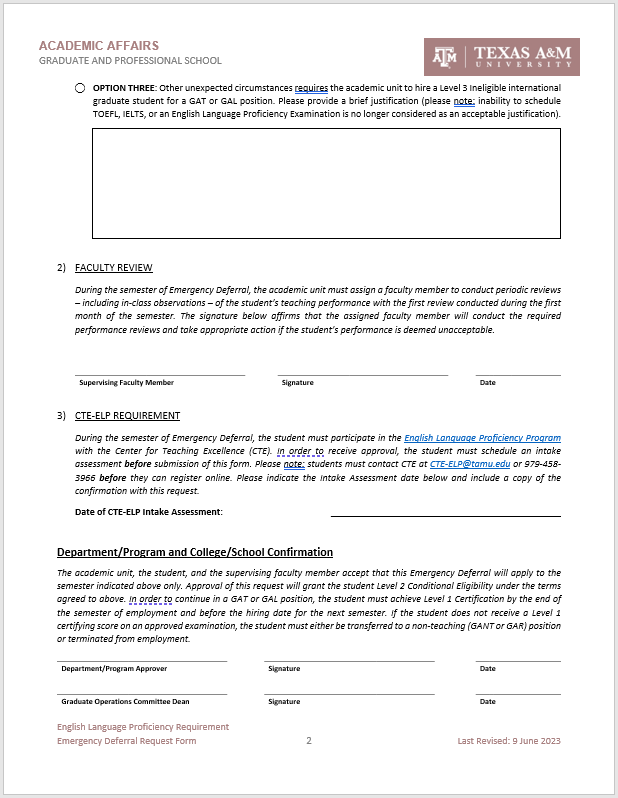 ACADEMIC AFFAIRS
GRADUATE AND PROFESSIONAL SCHOOL
ATM | TEXAS A&M
UNIVERSITY
OPTION THREE: Other unexpected circumstances requires the academic unit to hire a Level 3 Ineligible international
graduate student for a GAT or GAL position. Please provide a brief justification (please note: inability to schedule
TOEFL, IELTS, or an English Language Proficiency Examination is no longer considered as an acceptable justification).
2) FACULTY REVIEW
During the semester of Emergency Deferral, the academic unit must assign a faculty member to conduct periodic reviews
– including in-class observations – of the student's teaching performance with the first review conducted during the first
month of the semester. The signature below affirms that the assigned faculty member will conduct the required
performance reviews and take appropriate action if the student's performance is deemed unacceptable.
Supervising Faculty Member Signature Date
3) CTE-ELP REQUIREMENT
During the semester of Emergency Deferral, the student must participate in the English Language Proficiency Program
with the Center for Teaching Excellence (CTE). In order to receive approval, the student must schedule an intake
assessment before submission of this form. Please note: students must contact CTE at CTE-ELP@tamu.edu or 979-458-
3966 before they can register online. Please indicate the Intake Assessment date below and include a copy of the
confirmation with this request.
Date of CTE-ELP Intake Assessment:
Department/Program and College/School Confirmation
The academic unit, the student, and the supervising faculty member accept that this Emergency Deferral will apply to the
semester indicated above only. Approval of this request will grant the student Level 2 Conditional Eligibility under the terms
agreed to above. In order to continue in a GAT or GAL position, the student must achieve Level 1 Certification by the end of
the semester of employment and before the hiring date for the next semester. If the student does not receive a Level 1
certifying score on an approved examination, the student must either be transferred to a non-teaching (GANT or GAR) position
or terminated from employment.
Department/Program Approver Signature Date
Graduate Operations Committee Dean Signature Date
English Language Proficiency Requirement
Emergency Deferral Request Form 2 Last Revised: 9 June 2023